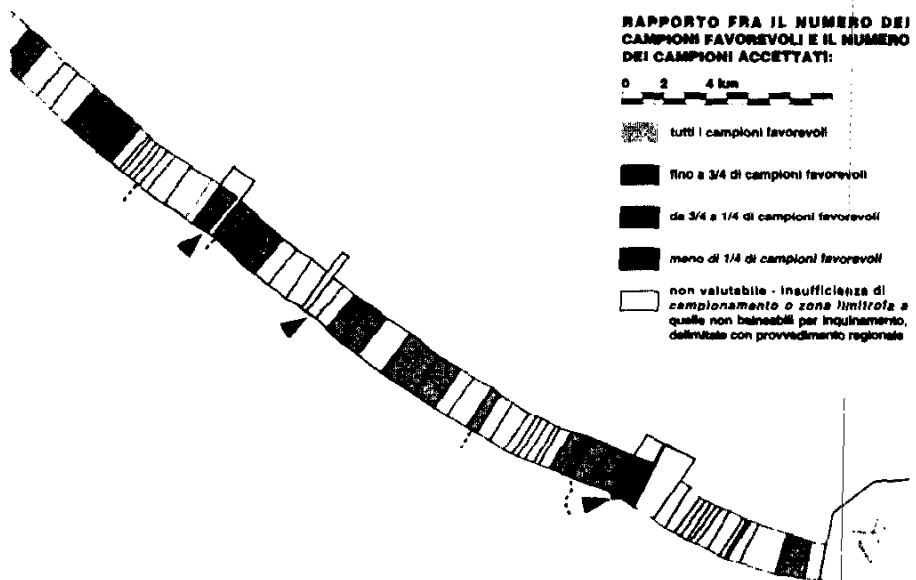 RAPPORTO FRA IL NUMERO DEI
CAMPIONI FAVOREVOLI E IL NUMERO
DEI CAMPIONI ACCETTATI:
0 2 4 km
tutti i campioni favorevoli
fino a 3/4 di campioni favorevoli
da 3/4 a 1/4 di campioni favorevoli
meno di 1/4 di campioni favorevoli
non valutabile - insufficienza di
campionamento o zona limitrofa a
quelle non balneabili per inquinamento,
delimitate con provvedimento regionale